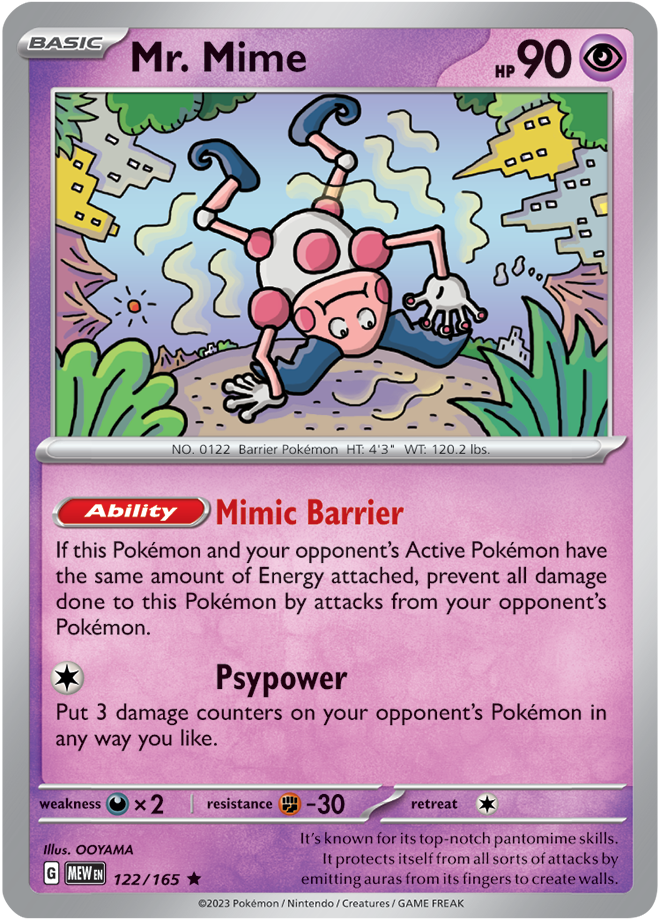 BASIC
Mr. Mime
HP 90
NO. 0122 Barrier Pokémon HT: 4'3" WT: 120.2 lbs.
Ability Mimic Barrier
If this Pokémon and your opponent's Active Pokémon have
the same amount of Energy attached, prevent all damage
done to this Pokémon by attacks from your opponent's
Pokémon.
Psypower
Put 3 damage counters on your opponent's Pokémon in
any way you like.
weakness ×2 resistance -30 retreat
Illus. OOYAMA
G MEW EN 122/165 ★
It's known for its top-notch pantomime skills.
It protects itself from all sorts of attacks by
emitting auras from its fingers to create walls.
©2023 Pokémon / Nintendo / Creatures / GAME FREAK